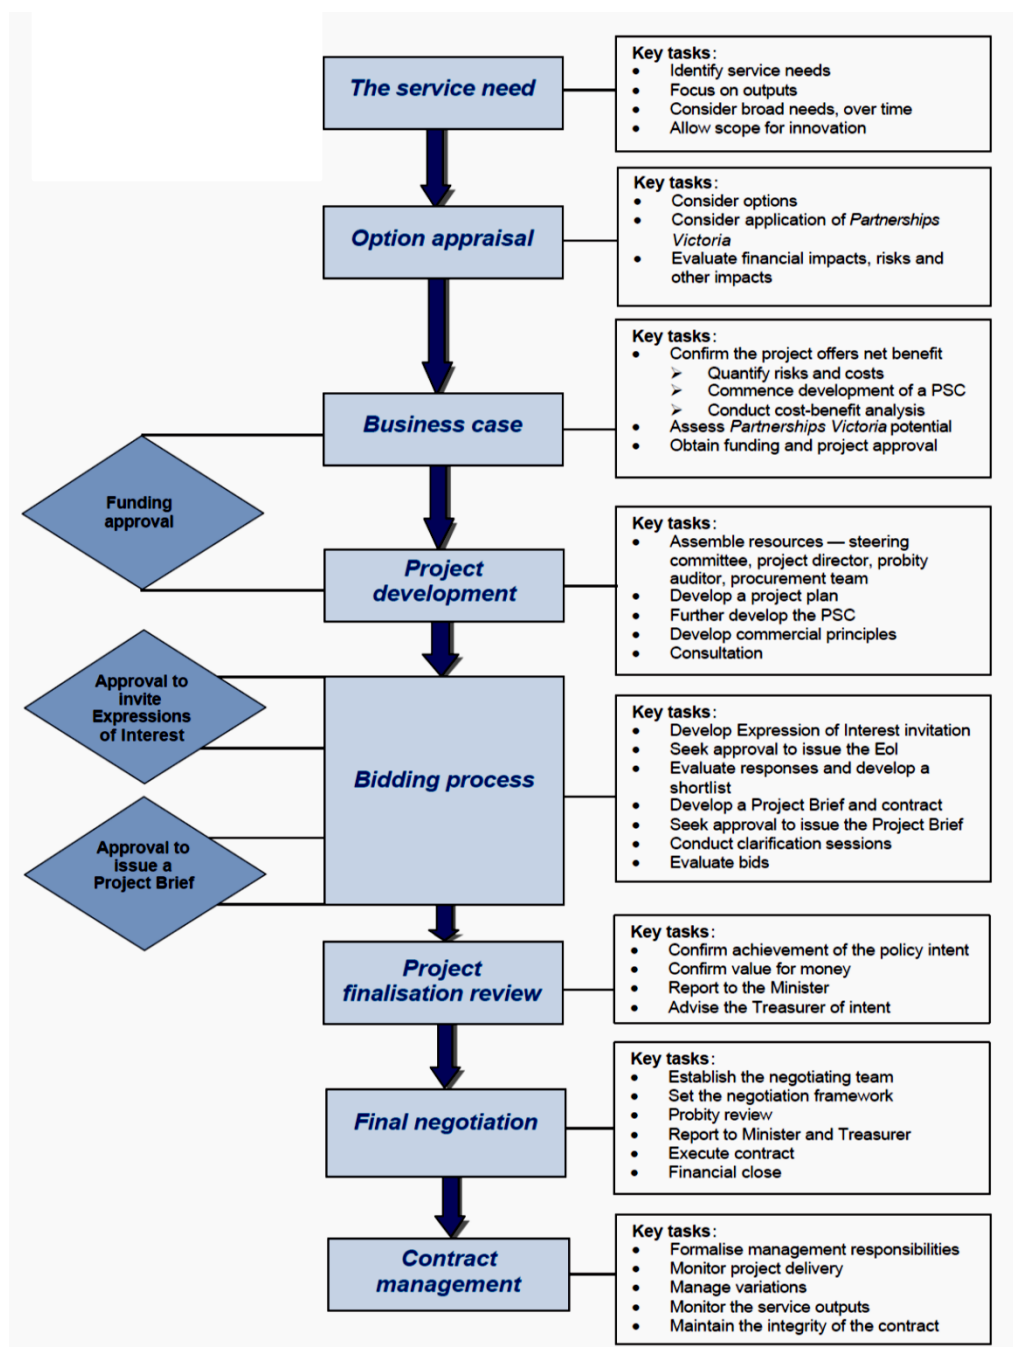 The service need
Key tasks:
• Identify service needs
• Focus on outputs
• Consider broad needs, over time
• Allow scope for innovation
Option appraisal
Key tasks:
• Consider options
• Consider application of Partnerships
Victoria
• Evaluate financial impacts, risks and
other impacts
Business case
Key tasks:
• Confirm the project offers net benefit
➢ Quantify risks and costs
➢ Commence development of a PSC
➢ Conduct cost-benefit analysis
• Assess Partnerships Victoria potential
• Obtain funding and project approval
Funding
approval
Project
development
Key tasks:
• Assemble resources — steering
committee, project director, probity
auditor, procurement team
• Develop a project plan
• Further develop the PSC
• Develop commercial principles
• Consultation
Approval to
invite
Expressions
of Interest
Approval to
issue a
Project Brief
Bidding process
Key tasks:
• Develop Expression of Interest invitation
• Seek approval to issue the EoI
• Evaluate responses and develop a
shortlist
• Develop a Project Brief and contract
• Seek approval to issue the Project Brief
• Conduct clarification sessions
• Evaluate bids
Project
finalisation review
Key tasks:
• Confirm achievement of the policy intent
• Confirm value for money
• Report to the Minister
• Advise the Treasurer of intent
Final negotiation
Key tasks:
• Establish the negotiating team
• Set the negotiation framework
• Probity review
• Report to Minister and Treasurer
• Execute contract
• Financial close
Contract
management
Key tasks:
• Formalise management responsibilities
• Monitor project delivery
• Manage variations
• Monitor the service outputs
• Maintain the integrity of the contract